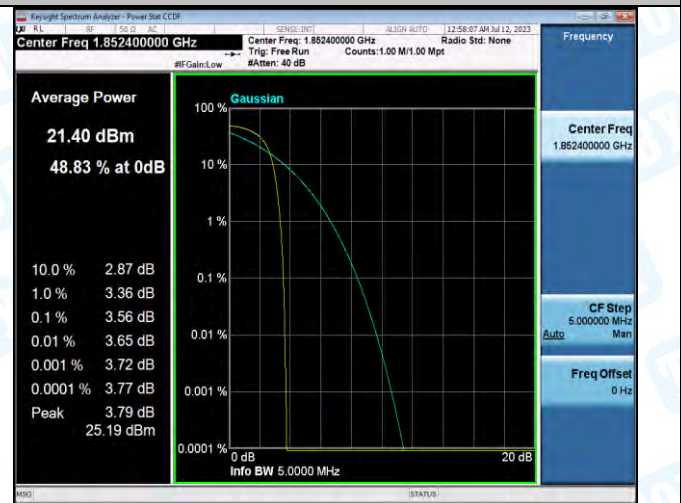 Keysight Spectrum Analyzer - Power Stat CCDF
RL RF 50 Ω AC SENSE:INT ALIGN AUTO 12:58:07 AM Jul 12, 2023
Center Freq 1.852400000 GHz
Center Freq: 1.852400000 GHz Radio Std: None
Trig: Free Run Counts:1.00 M/1.00 Mpt
#IFGain:Low #Atten: 40 dB
Frequency
Average Power
21.40 dBm
48.83 % at 0dB
10.0 % 2.87 dB
1.0 % 3.36 dB
0.1 % 3.56 dB
0.01 % 3.65 dB
0.001 % 3.72 dB
0.0001 % 3.77 dB
Peak 3.79 dB
25.19 dBm
100 % Gaussian
10 %
1 %
0.1 %
0.01 %
0.001 %
0.0001 %
0 dB 20 dB
Info BW 5.0000 MHz
Center Freq
1.852400000 GHz
CF Step
5.000000 MHz
Auto Man
Freq Offset
0 Hz
MSG STATUS